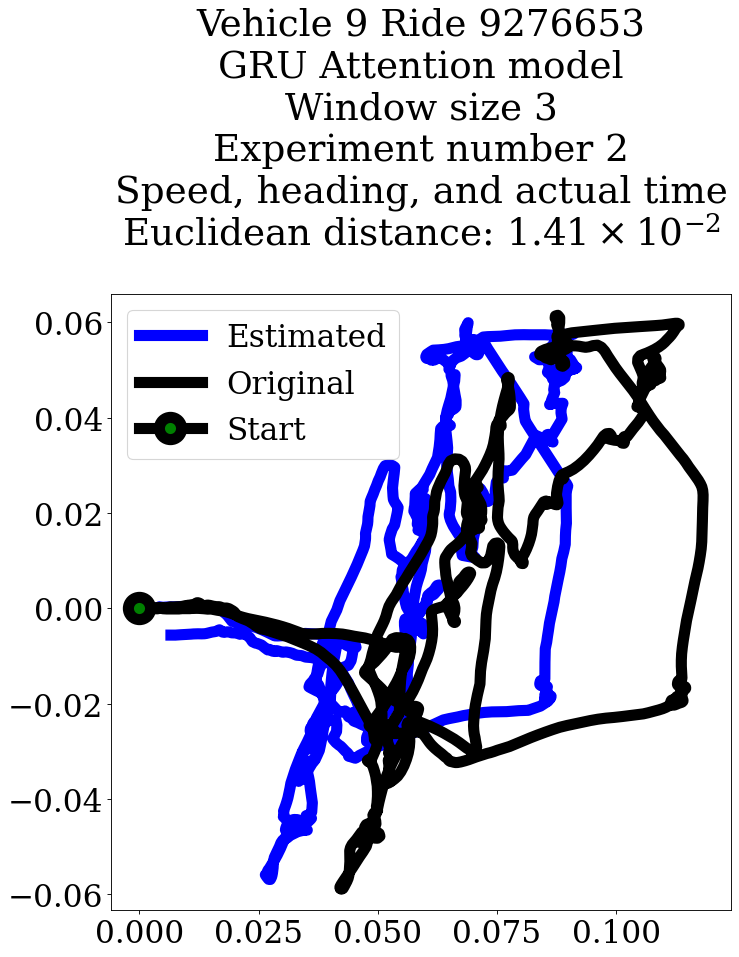 Vehicle 9 Ride 9276653
GRU Attention model
Window size 3
Experiment number 2
Speed, heading, and actual time
Euclidean distance: 1.41 × 10⁻²
Estimated
Original
Start
0.06
0.04
0.02
0.00
−0.02
−0.04
−0.06
0.000 0.025 0.050 0.075 0.100